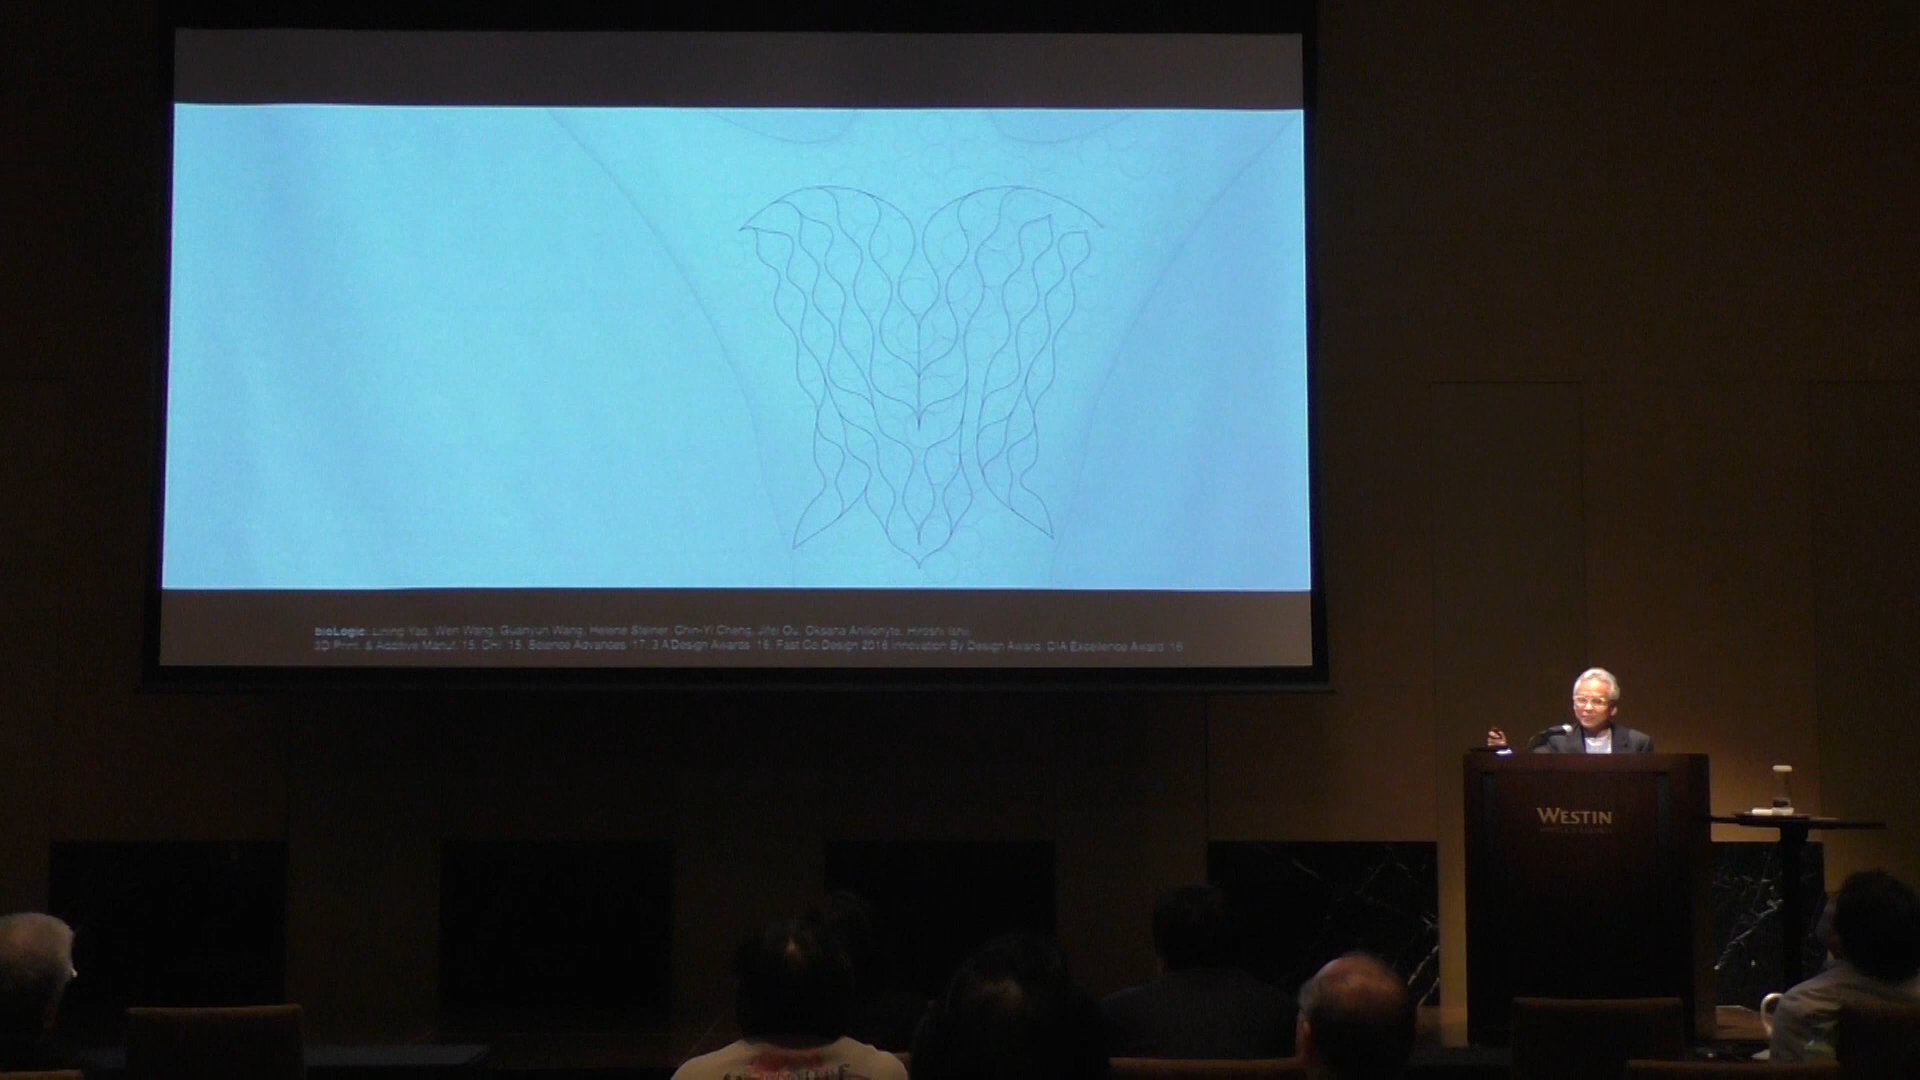 bioLogic: Lining Yao, Wen Wang, Guanyun Wang, Helene Steiner, Chin-Yi Cheng, Jifei Ou, Oksana Anilionyte, Hiroshi Ishii
3D Print. & Additive Manuf. '15, CHI '15, Science Advances '17, 3 A'Design Awards '16, Fast Co Design 2016 Innovation By Design Award, DIA Excellence Award '16
WESTIN